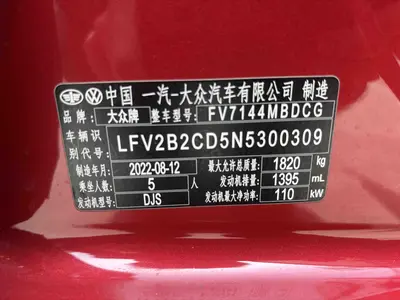 中国 一汽-大众汽车有限公司 制造
品牌: 大众牌 整车型号: FV7144MBDCG
车辆识别代号: LFV2B2CD5N5300309
制造年月: 2022-08-12 最大允许总质量: 1820 kg
乘坐人数: 5 人 发动机排量: 1395 mL
发动机型号: DJS 发动机最大净功率: 110 kW